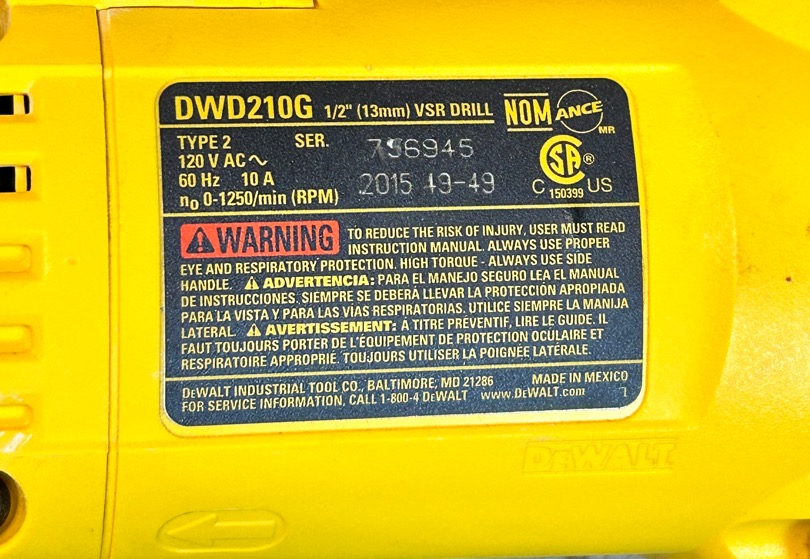 DWD210G 1/2" (13mm) VSR DRILL
NOM ANCE MR
TYPE 2 SER. 756945
120 V AC~
60 Hz 10 A 2015 49-49
n₀ 0-1250/min (RPM)
CSA ®
C 150399 US
⚠WARNING TO REDUCE THE RISK OF INJURY, USER MUST READ
INSTRUCTION MANUAL. ALWAYS USE PROPER
EYE AND RESPIRATORY PROTECTION. HIGH TORQUE - ALWAYS USE SIDE
HANDLE. ⚠ ADVERTENCIA: PARA EL MANEJO SEGURO LEA EL MANUAL
DE INSTRUCCIONES. SIEMPRE SE DEBERÁ LLEVAR LA PROTECCIÓN APROPIADA
PARA LA VISTA Y PARA LAS VÍAS RESPIRATORIAS. UTILICE SIEMPRE LA MANIJA
LATERAL. ⚠ AVERTISSEMENT: À TITRE PRÉVENTIF, LIRE LE GUIDE. IL
FAUT TOUJOURS PORTER DE L'ÉQUIPEMENT DE PROTECTION OCULAIRE ET
RESPIRATOIRE APPROPRIÉ. TOUJOURS UTILISER LA POIGNÉE LATÉRALE.
DEWALT INDUSTRIAL TOOL CO., BALTIMORE, MD 21286 MADE IN MEXICO
FOR SERVICE INFORMATION, CALL 1-800-4 DEWALT www.DEWALT.com 7
DEWALT